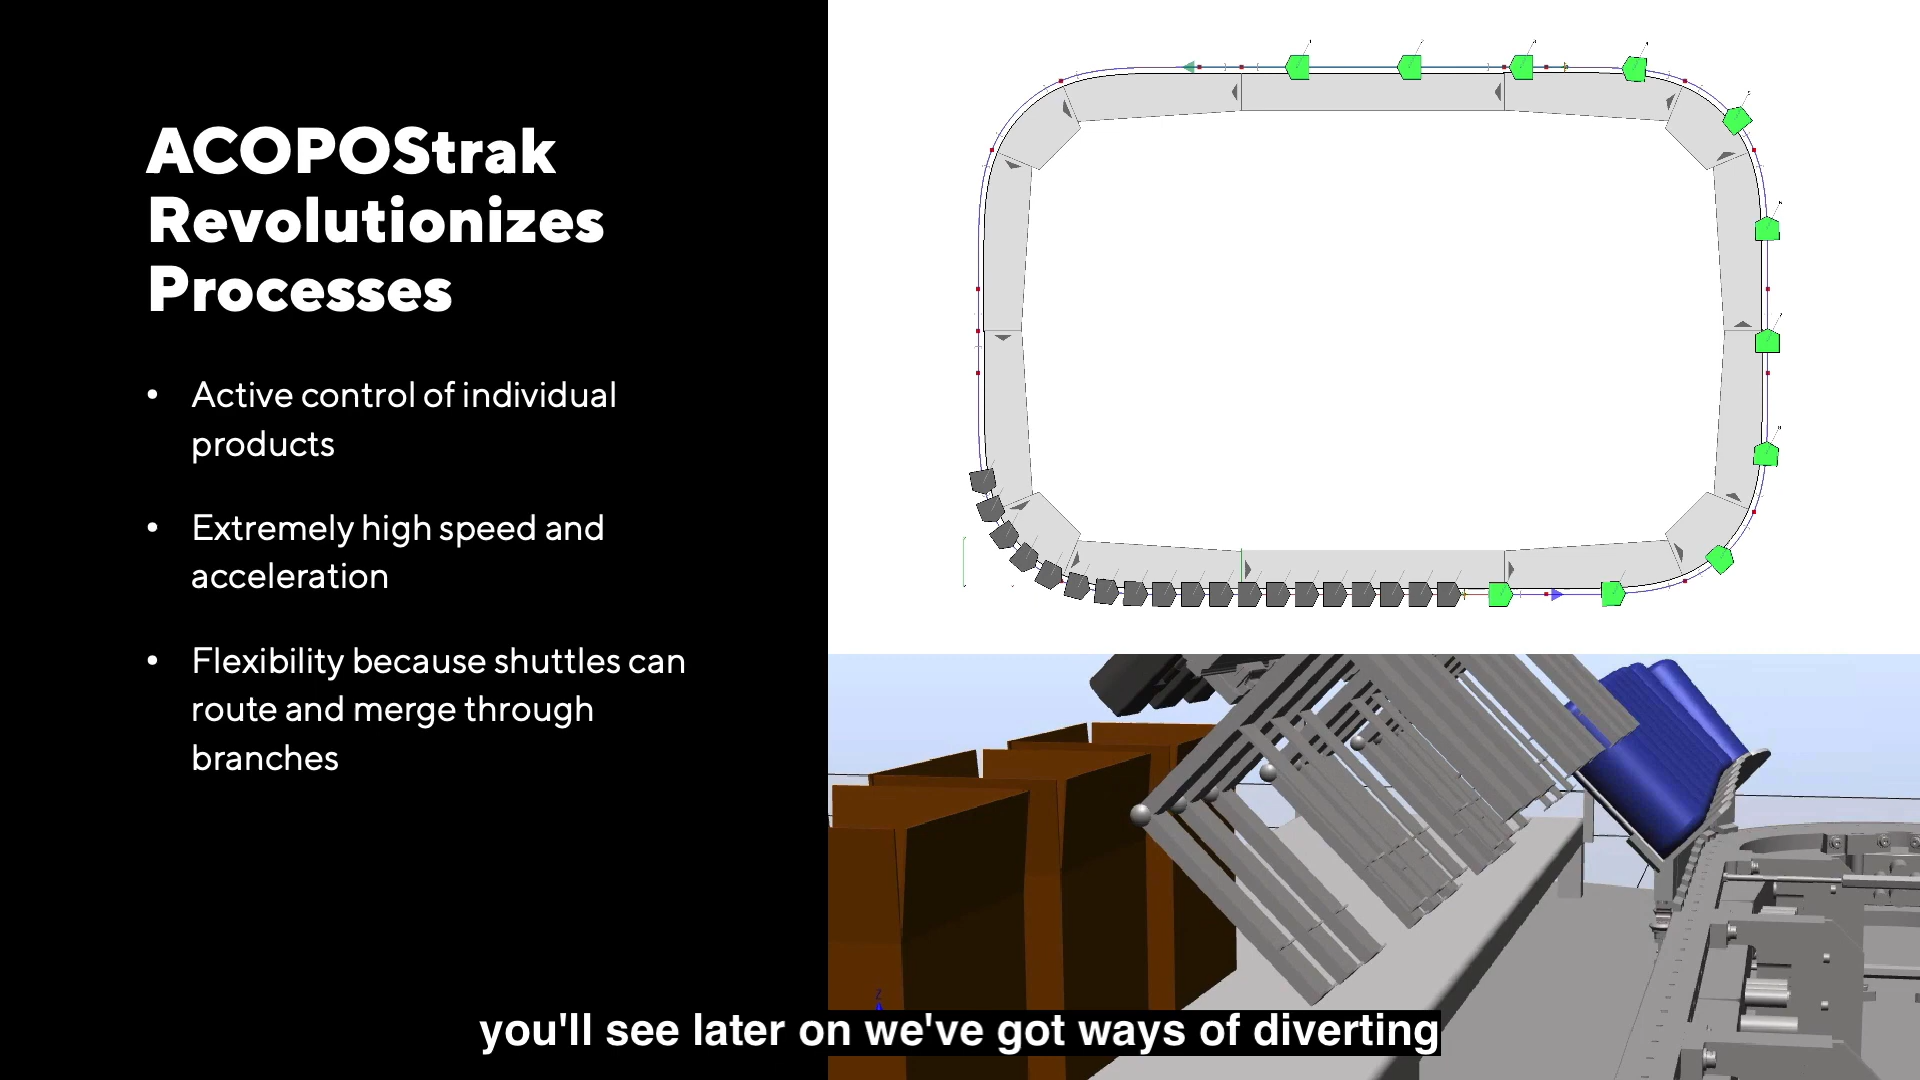 ACOPOStrak
Revolutionizes
Processes
• Active control of individual
products
• Extremely high speed and
acceleration
• Flexibility because shuttles can
route and merge through
branches
Z
you'll see later on we've got ways of diverting